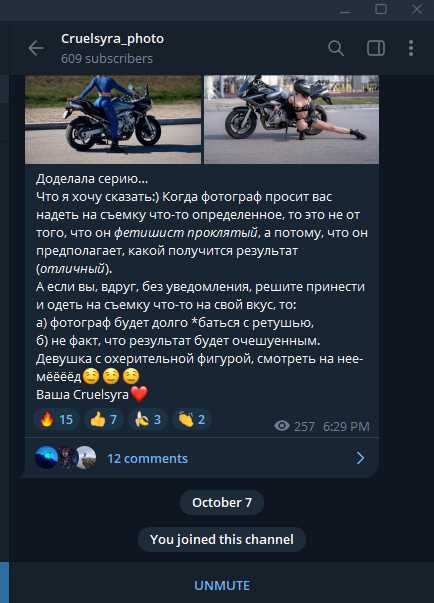 Cruelsyra_photo
609 subscribers
Доделала серию...
Что я хочу сказать:) Когда фотограф просит вас
надеть на съемку что-то определенное, то это не от
того, что он фетишист проклятый, а потому, что он
предполагает, какой получится результат
(отличный).
А если вы, вдруг, без уведомления, решите принести
и одеть на съемку что-то на свой вкус, то:
а) фотограф будет долго *баться с ретушью,
б) не факт, что результат будет очешуенным.
Девушка с охерительной фигурой, смотреть на нее-
мёёёёд🤤🤤🤤
Ваша Cruelsyra❤️
🔥 15 👍 7 🍌 3 👏 2 257 6:29 PM
12 comments
October 7
You joined this channel
UNMUTE